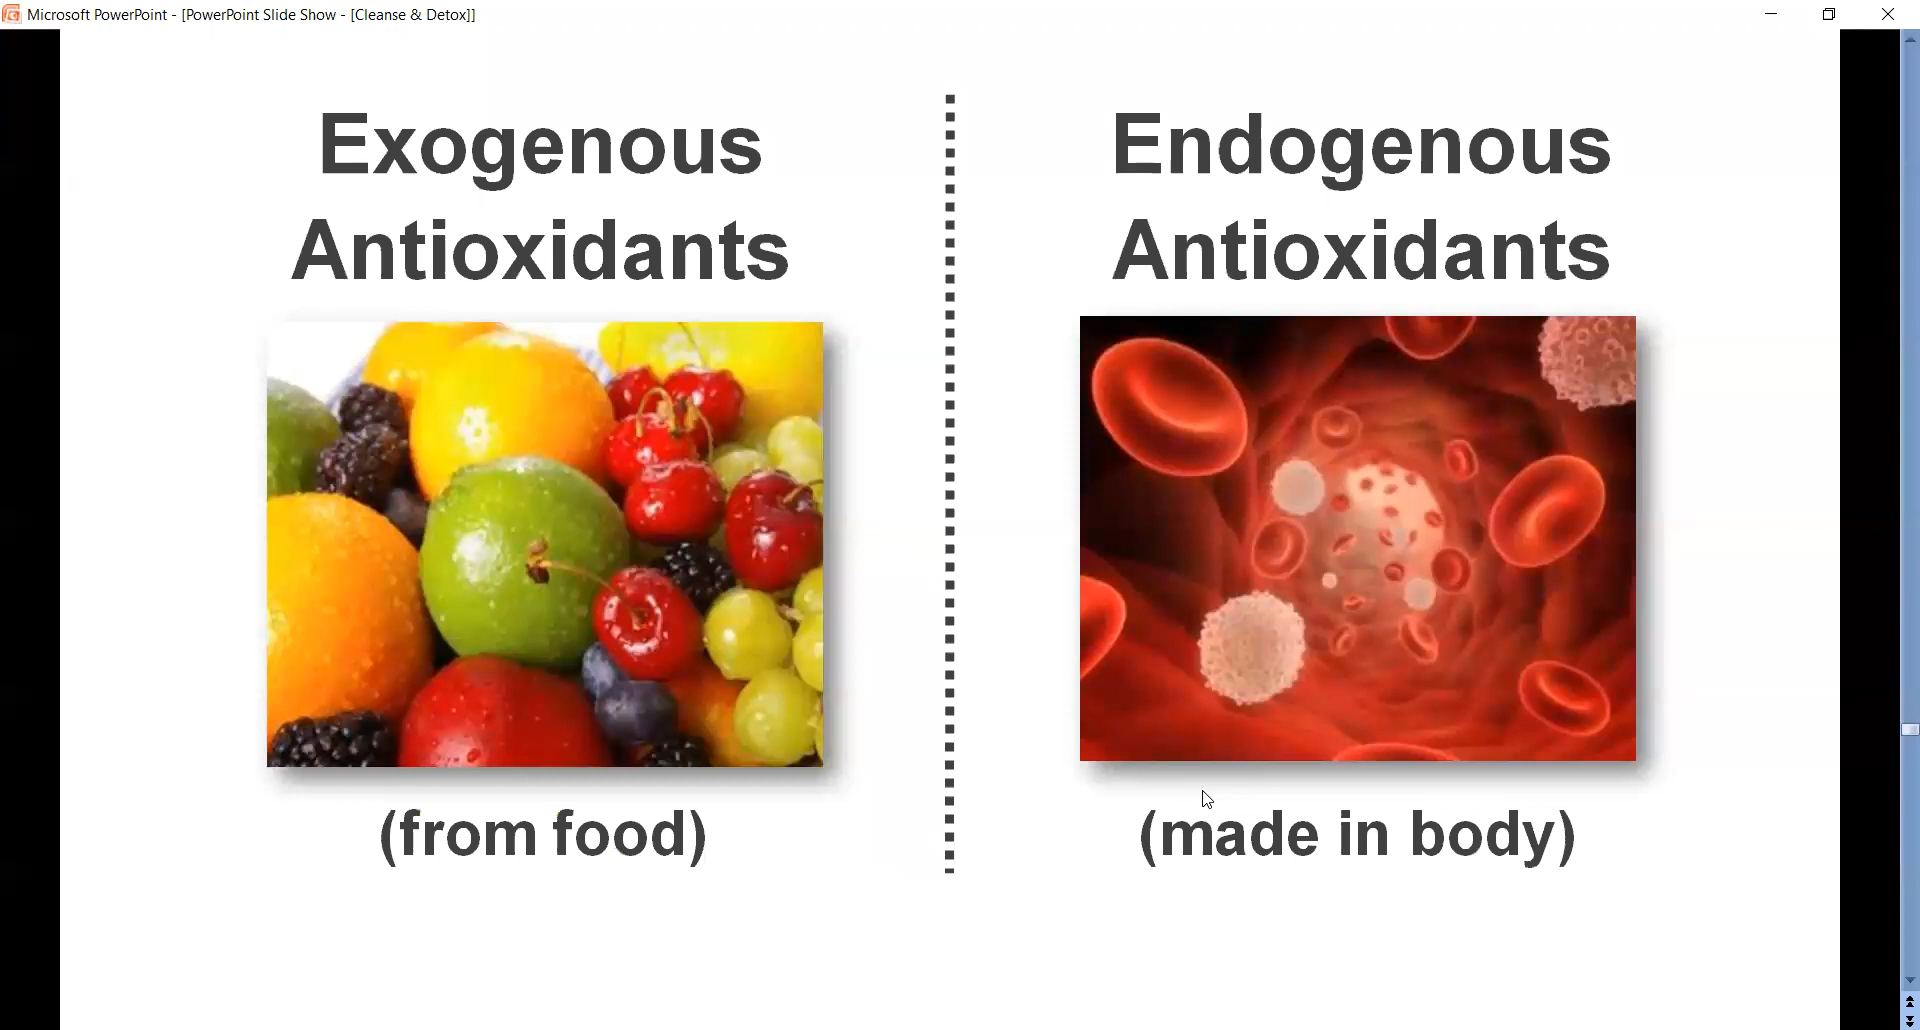 Microsoft PowerPoint - [PowerPoint Slide Show - [Cleanse & Detox]]
Exogenous
Antioxidants
(from food)
Endogenous
Antioxidants
(made in body)